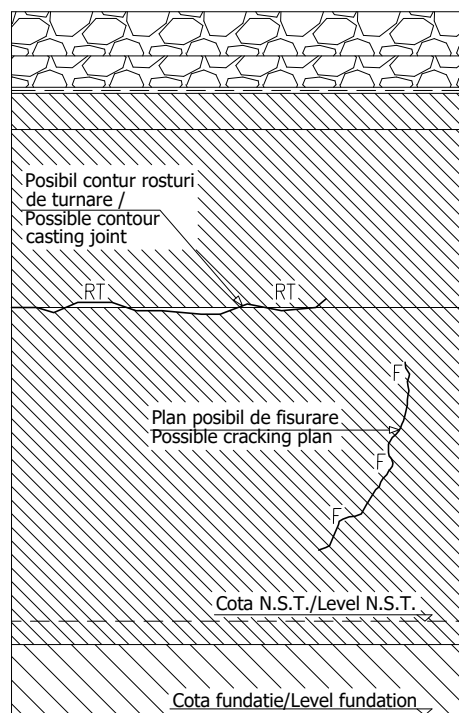 Posibil contur rosturi
de turnare /
Possible contour
casting joint
RT
RT
F
Plan posibil de fisurare
Possible cracking plan
F
F
Cota N.S.T./Level N.S.T.
Cota fundatie/Level fundation